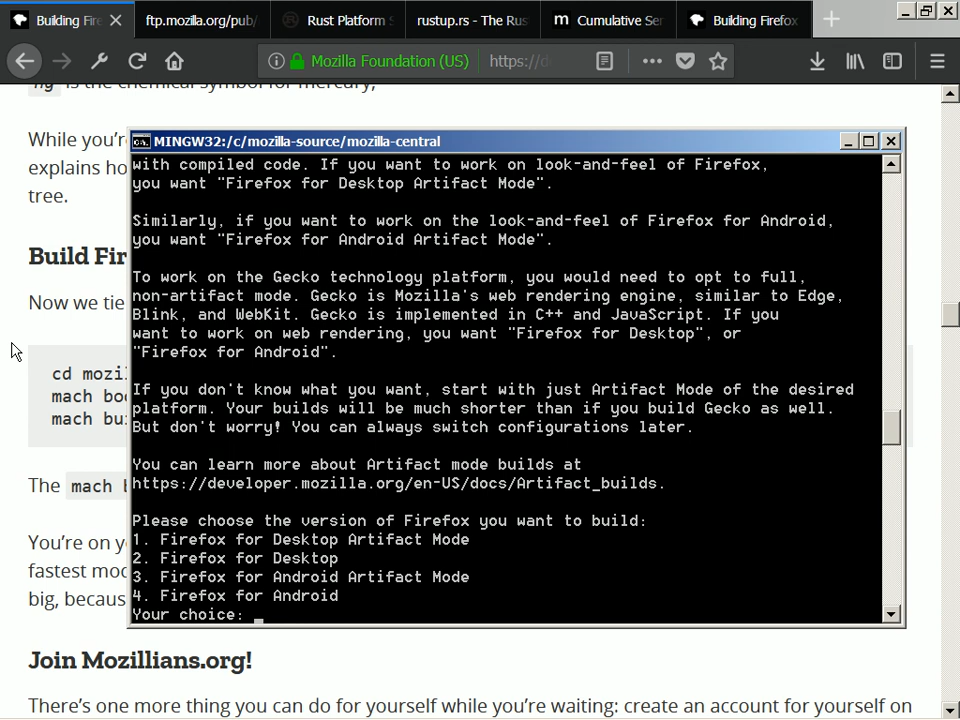 Building Fire
ftp.mozilla.org/pub/
Rust Platform S
rustup.rs - The Rus
Cumulative Ser
Building Firefox
Mozilla Foundation (US)
https://d
hg is the chemical symbol for mercury,
While you're
explains ho
tree.
Build Fir
Now we tie
cd mozil
mach boo
mach bui
The mach b
You're on y
fastest mod
big, becaus
Join Mozillians.org!
There's one more thing you can do for yourself while you're waiting: create an account for yourself on
MINGW32:/c/mozilla-source/mozilla-central
with compiled code. If you want to work on look-and-feel of Firefox,
you want "Firefox for Desktop Artifact Mode".
Similarly, if you want to work on the look-and-feel of Firefox for Android,
you want "Firefox for Android Artifact Mode".
To work on the Gecko technology platform, you would need to opt to full,
non-artifact mode. Gecko is Mozilla's web rendering engine, similar to Edge,
Blink, and WebKit. Gecko is implemented in C++ and JavaScript. If you
want to work on web rendering, you want "Firefox for Desktop", or
"Firefox for Android".
If you don't know what you want, start with just Artifact Mode of the desired
platform. Your builds will be much shorter than if you build Gecko as well.
But don't worry! You can always switch configurations later.
You can learn more about Artifact mode builds at
https://developer.mozilla.org/en-US/docs/Artifact_builds.
Please choose the version of Firefox you want to build:
1. Firefox for Desktop Artifact Mode
2. Firefox for Desktop
3. Firefox for Android Artifact Mode
4. Firefox for Android
Your choice: _